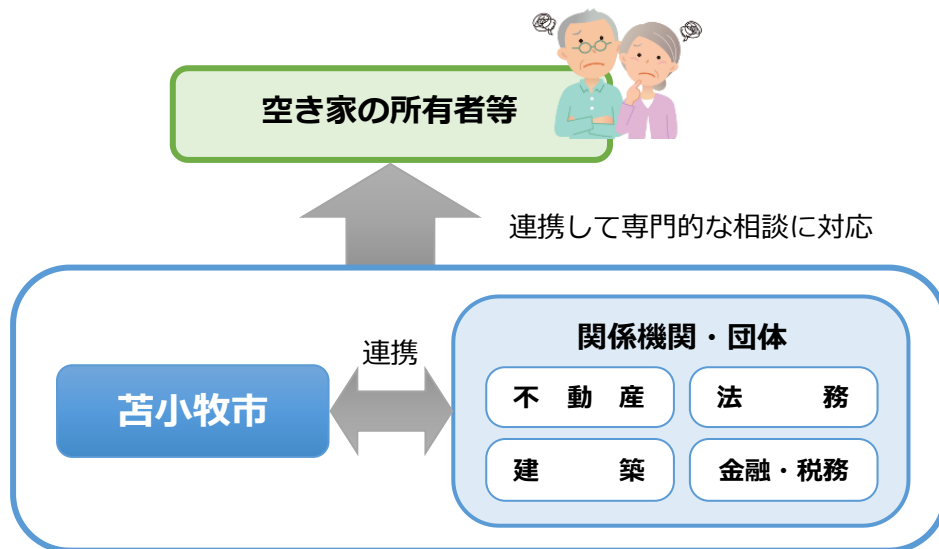 空き家の所有者等
連携して専門的な相談に対応
関係機関・団体
連携
苫小牧市
不動産
法務
建築
金融・税務